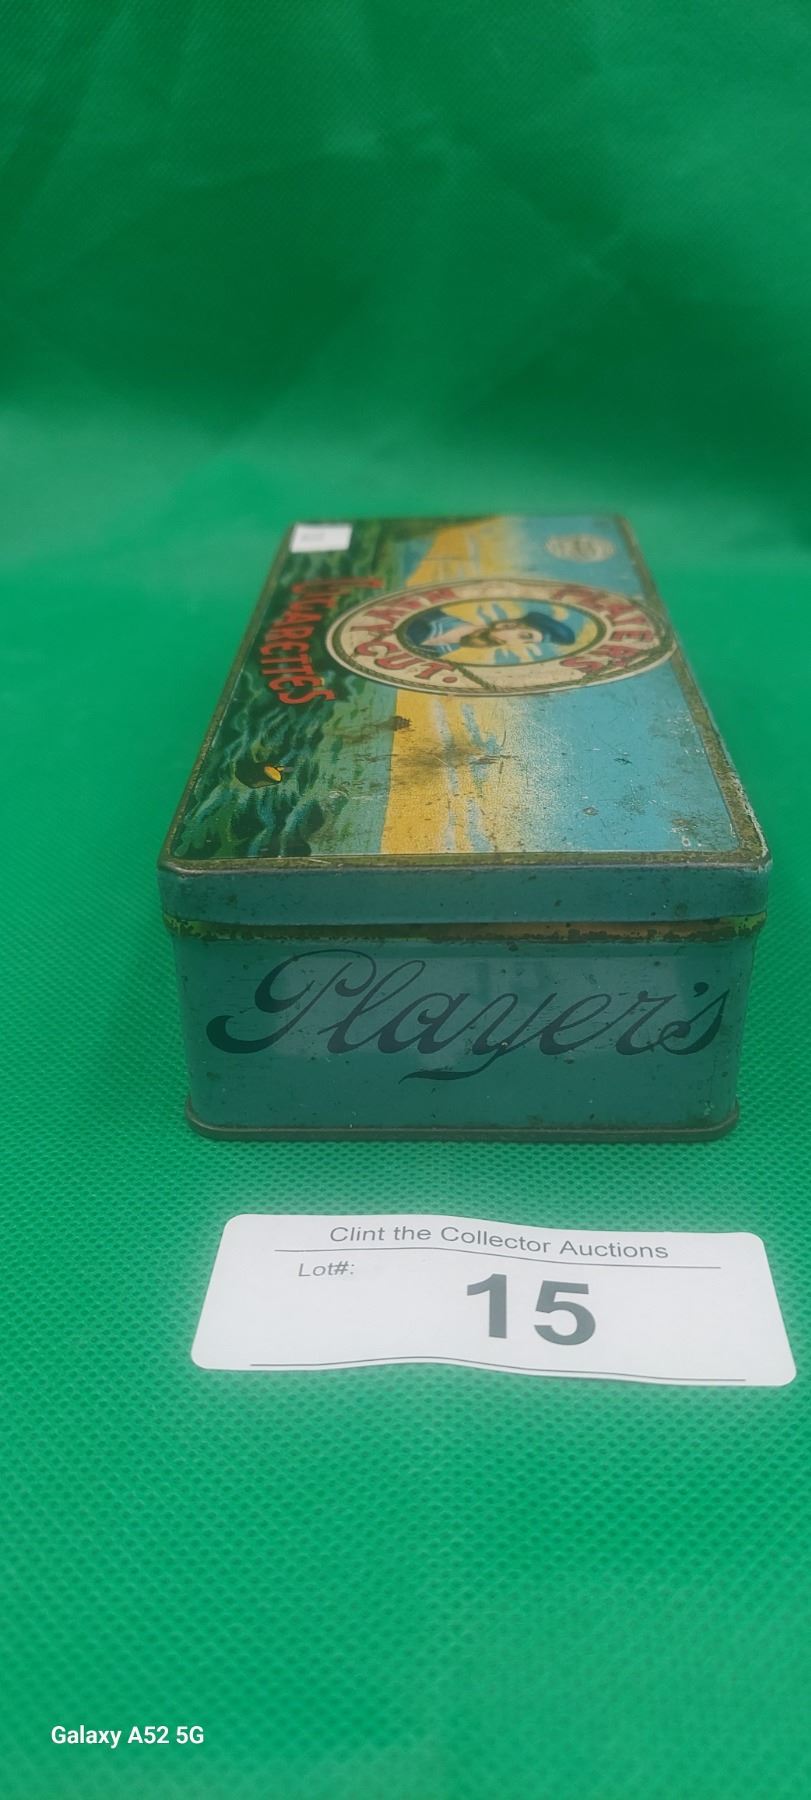 PLAYER'S
NAVY CUT.
CIGARETTES
Player's
Clint the Collector Auctions
Lot#:
15
Galaxy A52 5G